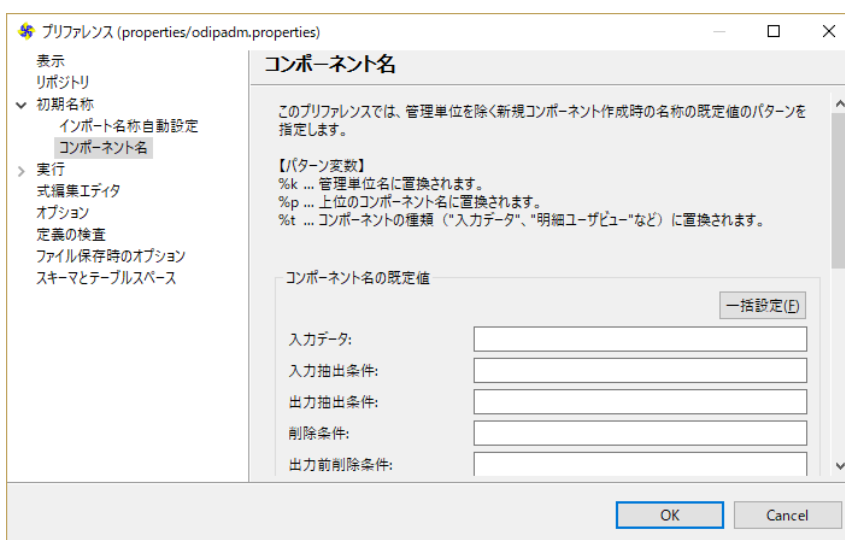 プリファレンス (properties/odipadm.properties)
表示
リポジトリ
初期名称
インポート名称自動設定
コンポーネント名
実行
式編集エディタ
オプション
定義の検査
ファイル保存時のオプション
スキーマとテーブルスペース
コンポーネント名
このプリファレンスでは、管理単位を除く新規コンポーネント作成時の名称の既定値のパターンを
指定します。
【パターン変数】
%k ... 管理単位名に置換されます。
%p ... 上位のコンポーネント名に置換されます。
%t ... コンポーネントの種類（"入力データ"、"明細ユーザビュー"など）に置換されます。
コンポーネント名の既定値
一括設定(F)
入力データ:
入力抽出条件:
出力抽出条件:
削除条件:
出力前削除条件:
OK
Cancel